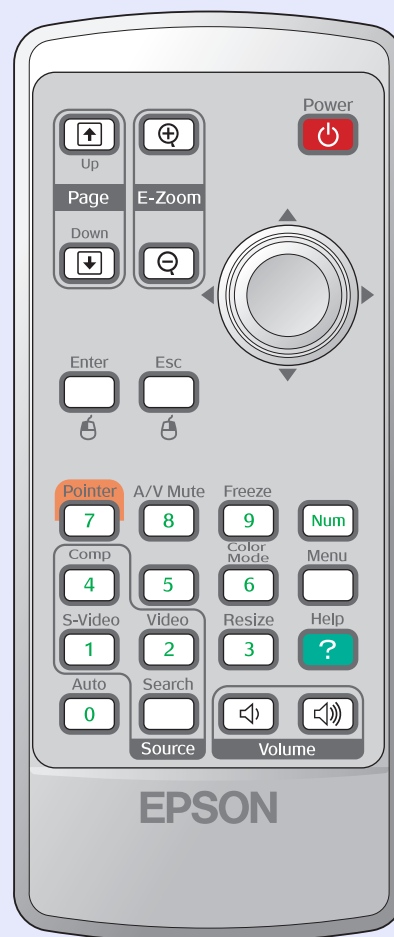 Power
Up
Page E-Zoom
Down
Enter Esc
Pointer A/V Mute Freeze
7 8 9 Num
Comp Color Mode Menu
4 5 6
S-Video Video Resize Help
1 2 3 ?
Auto Search
0
Source Volume
EPSON